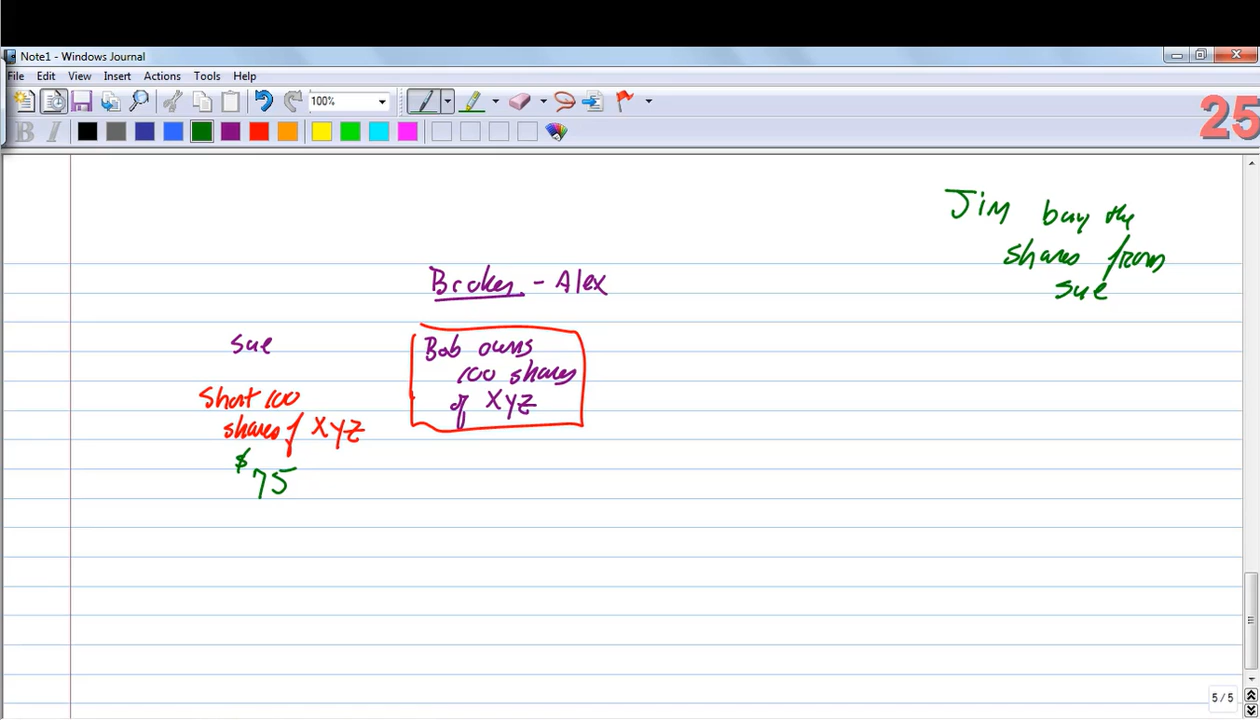 Note1 - Windows Journal
File Edit View Insert Actions Tools Help
100%
B I
25
Jim buy the
shares from
sue
Broker - Alex
sue
Bob owns
100 shares
of XYZ
Short 100
shares of XYZ
$75
5 / 5